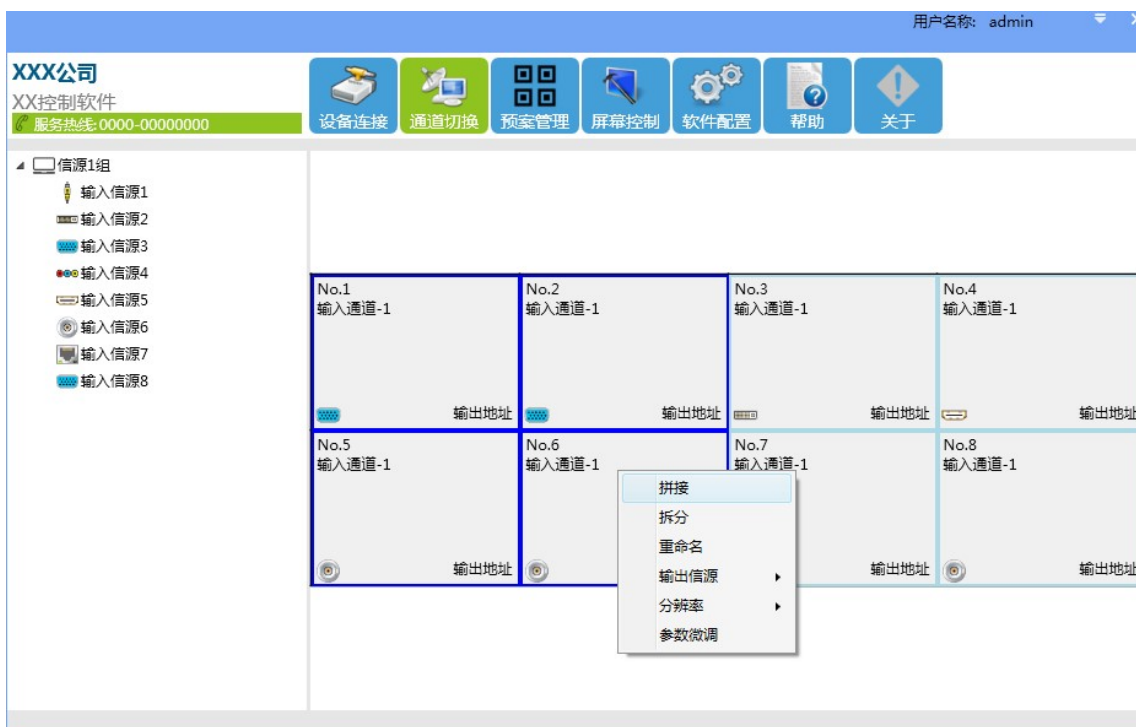 用户名称: admin
XXX公司
XX控制软件
服务热线:0000-00000000
设备连接 通道切换 预案管理 屏幕控制 软件配置 帮助 关于
信源1组
输入信源1
输入信源2
输入信源3
输入信源4
输入信源5
输入信源6
输入信源7
输入信源8
No.1
输入通道-1
输出地址
No.2
输入通道-1
输出地址
No.3
输入通道-1
输出地址
No.4
输入通道-1
输出地址
No.5
输入通道-1
输出地址
No.6
输入通道-1
No.7
输入通道-1
输出地址
No.8
输入通道-1
输出地址
拼接
拆分
重命名
输出信源
分辨率
参数微调